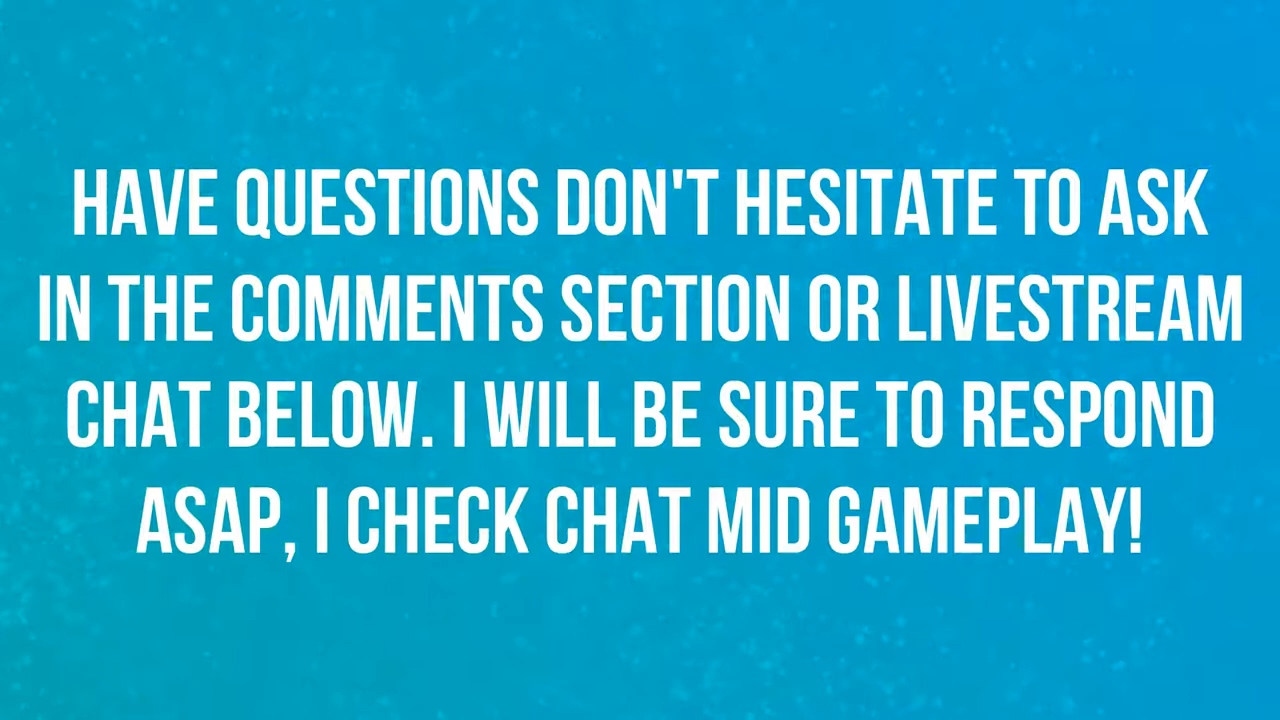 HAVE QUESTIONS DON'T HESITATE TO ASK
IN THE COMMENTS SECTION OR LIVESTREAM
CHAT BELOW. I WILL BE SURE TO RESPOND
ASAP, I CHECK CHAT MID GAMEPLAY!